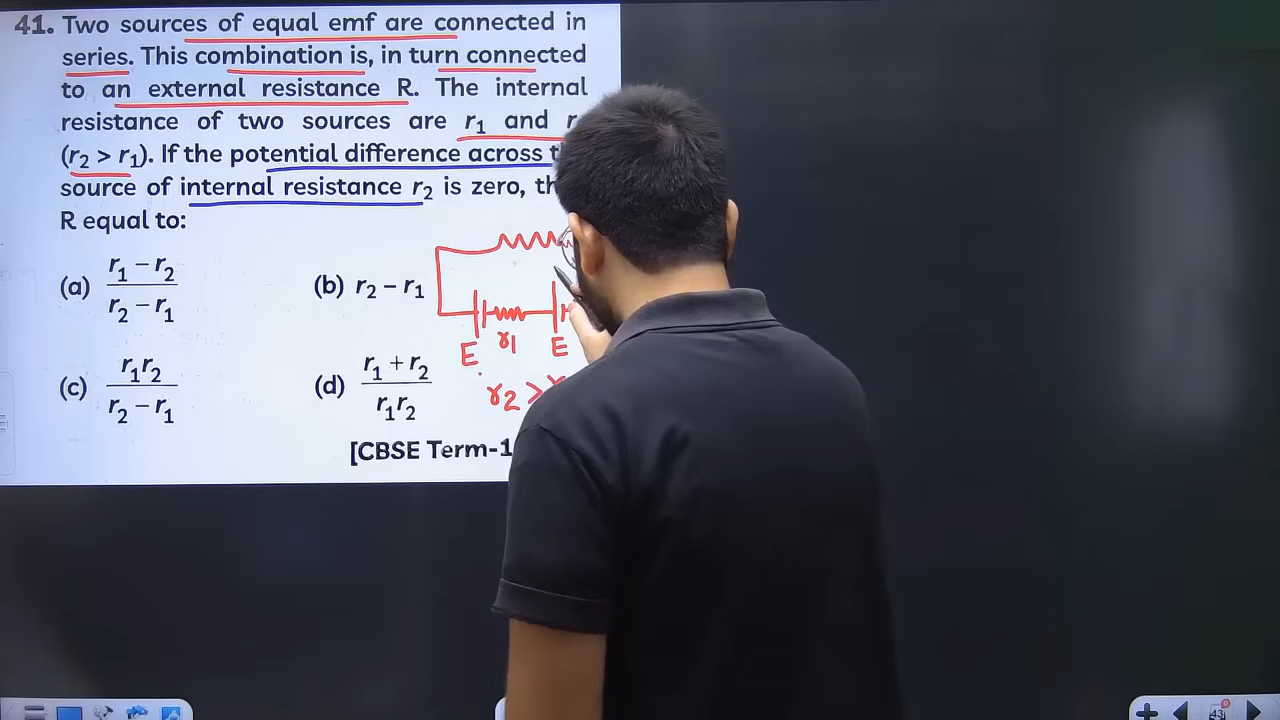 41. Two sources of equal emf are connected in
series. This combination is, in turn connected
to an external resistance R. The internal
resistance of two sources are r₁ and r
(r₂ > r₁). If the potential difference across
source of internal resistance r₂ is zero,
R equal to:
(a) r₁ − r₂ / r₂ − r₁
(b) r₂ − r₁
(c) r₁r₂ / r₂ − r₁
(d) r₁ + r₂ / r₁r₂
[CBSE Term-1
E r₁ E
r₂ >
43